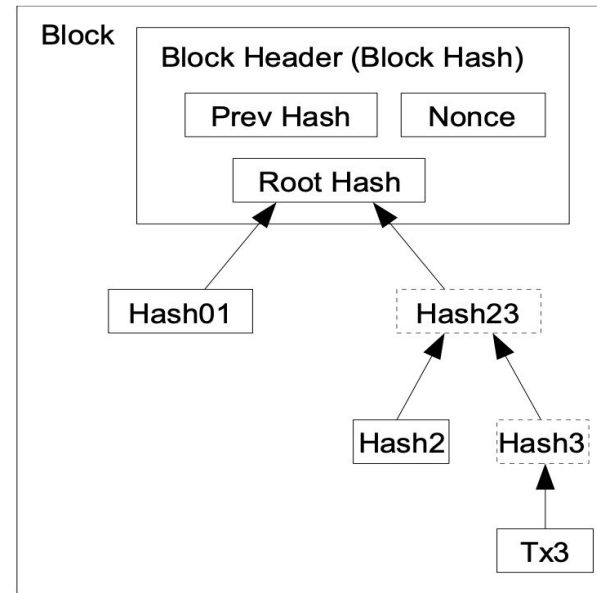 Block
Block Header (Block Hash)
Prev Hash
Nonce
Root Hash
Hash01
Hash23
Hash2
Hash3
Tx3